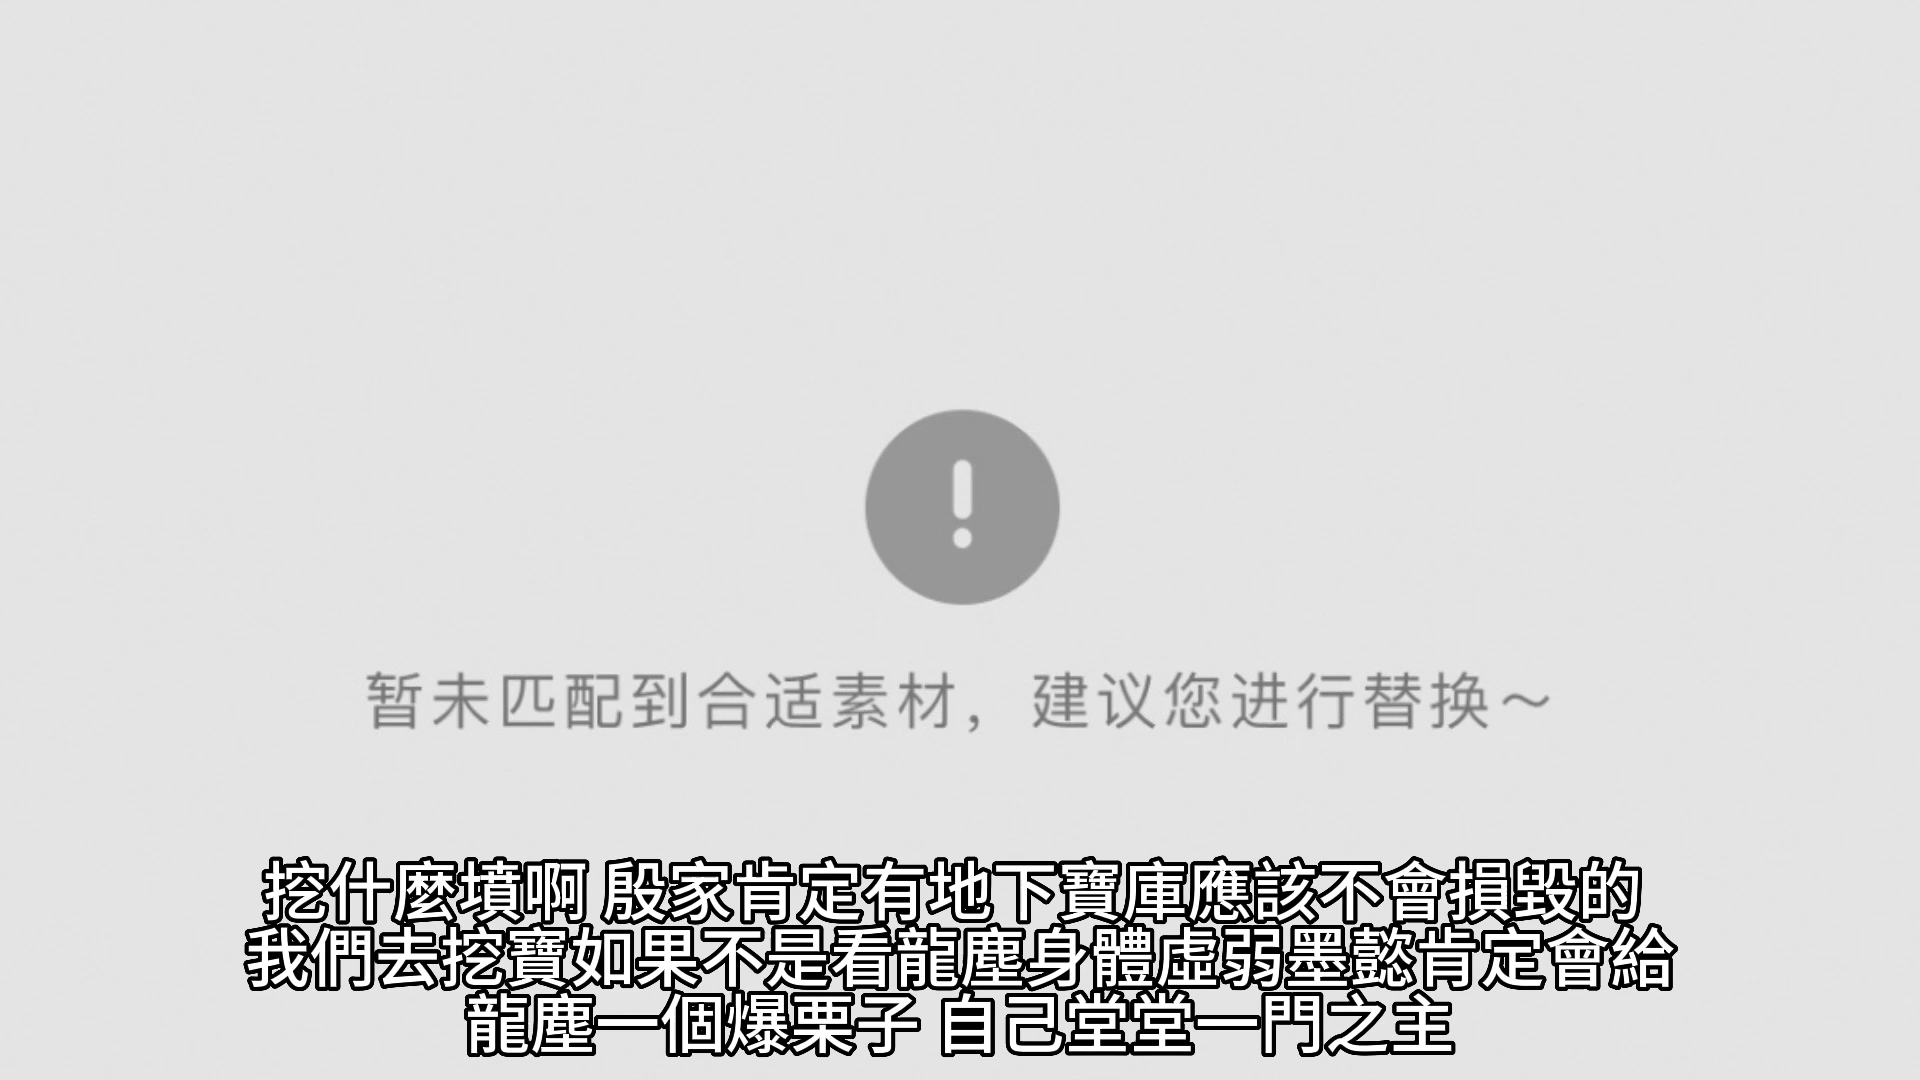 暂未匹配到合适素材，建议您进行替换～
挖什麼墳啊 殷家肯定有地下寶庫應該不會損毀的
我們去挖寶如果不是看龍塵身體虛弱墨懿肯定會給
龍塵一個爆栗子 自己堂堂一門之主